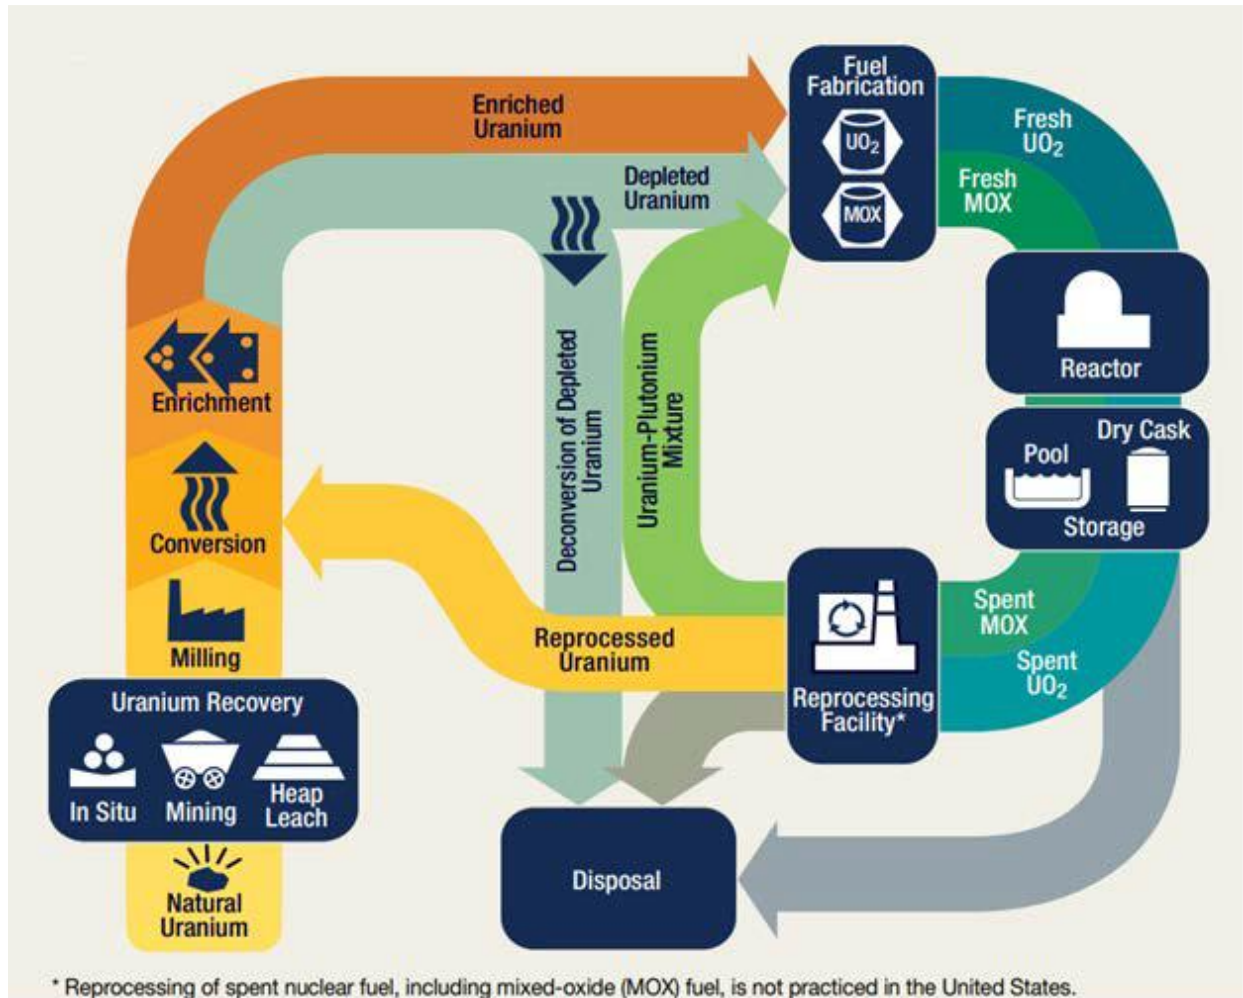 Fuel
Fabrication
UO2
MOX
Enriched
Uranium
Depleted
Uranium
Fresh
UO2
Fresh
MOX
Reactor
Dry Cask
Pool
Storage
Enrichment
Conversion
Milling
Deconversion of Depleted
Uranium
Uranium-Plutonium
Mixture
Reprocessed
Uranium
Reprocessing
Facility*
Spent
MOX
Spent
UO2
Uranium Recovery
In Situ
Mining
Heap
Leach
Natural
Uranium
Disposal
* Reprocessing of spent nuclear fuel, including mixed-oxide (MOX) fuel, is not practiced in the United States.